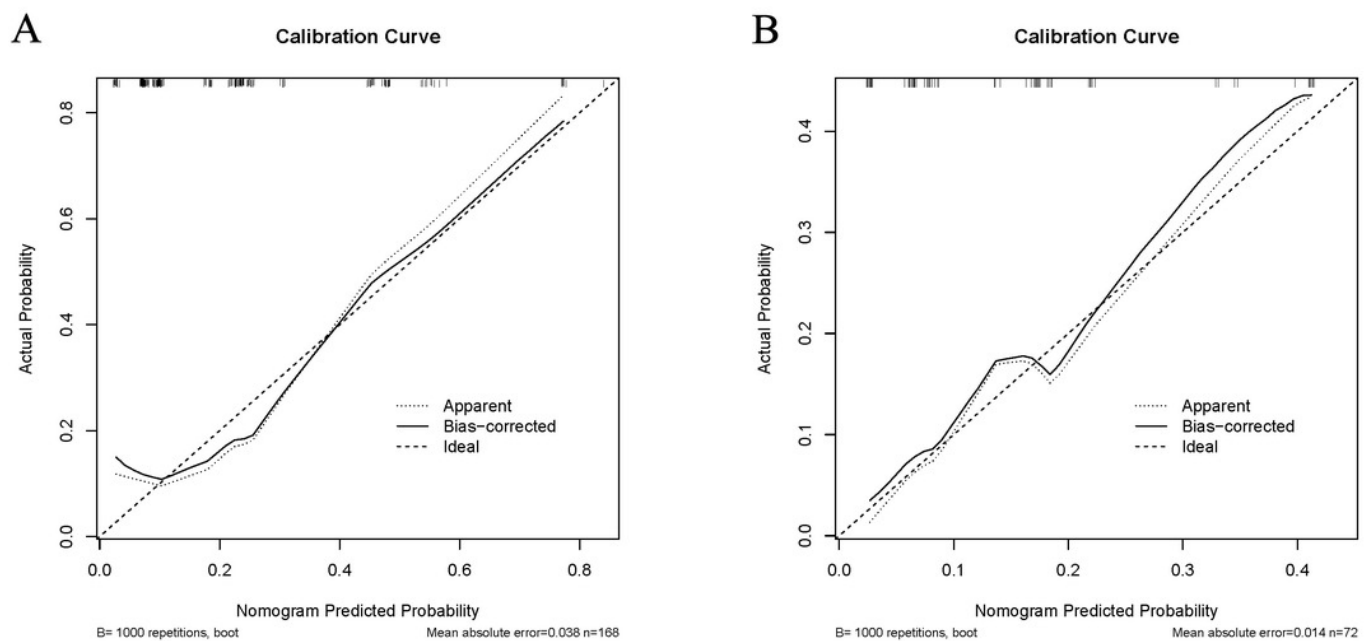 A
Calibration Curve
Actual Probability
0.8
0.6
0.4
0.2
0.0
Apparent
Bias-corrected
Ideal
0.0 0.2 0.4 0.6 0.8
Nomogram Predicted Probability
B= 1000 repetitions, boot Mean absolute error=0.038 n=168
B
Calibration Curve
Actual Probability
0.4
0.3
0.2
0.1
0.0
Apparent
Bias-corrected
Ideal
0.0 0.1 0.2 0.3 0.4
Nomogram Predicted Probability
B= 1000 repetitions, boot Mean absolute error=0.014 n=72